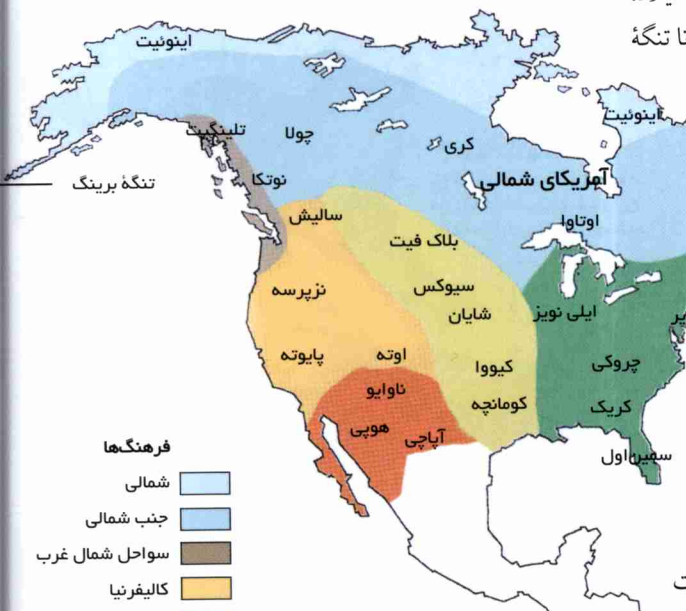 تا تنگهٔ
اینوئیت
اینوئیت
تلینگیت
چولا
کری
نوتکا
تنگهٔ برینگ
آمریکای شمالی
سالیش
اوتاوا
بلاک فیت
نزپرسه
سیوکس
شایان
ایلی نویز
پایوته
اوته
کیووا
چروکی
ناوایو
کومانچه
کریک
هوپی
آپاچی
سمین اول
فرهنگ‌ها
شمالی
جنب شمالی
سواحل شمال غرب
کالیفرنیا